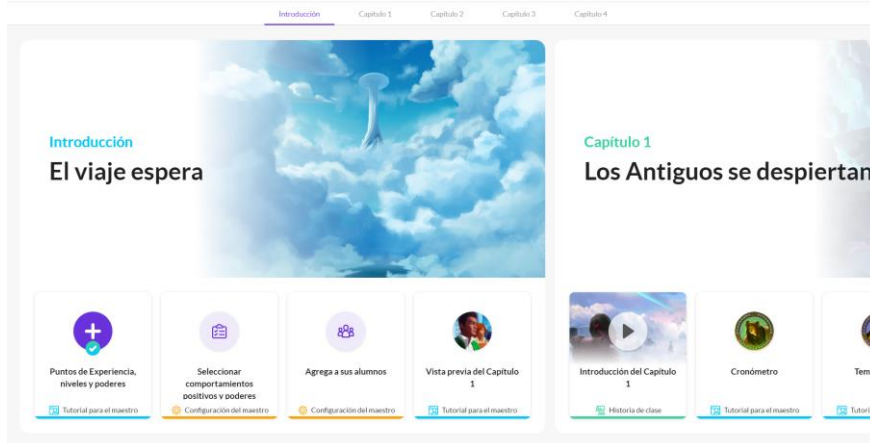 Introducción
Capítulo 1
Capítulo 2
Capítulo 3
Capítulo 4
Introducción
El viaje espera
Puntos de Experiencia,
niveles y poderes
Tutorial para el maestro
Seleccionar
comportamientos
positivos y poderes
Configuración del maestro
Agrega a sus alumnos
Configuración del maestro
Vista previa del Capítulo
1
Tutorial para el maestro
Capítulo 1
Los Antiguos se despiertan
Introducción del Capítulo
1
Historia de clase
Cronómetro
Tutorial para el maestro